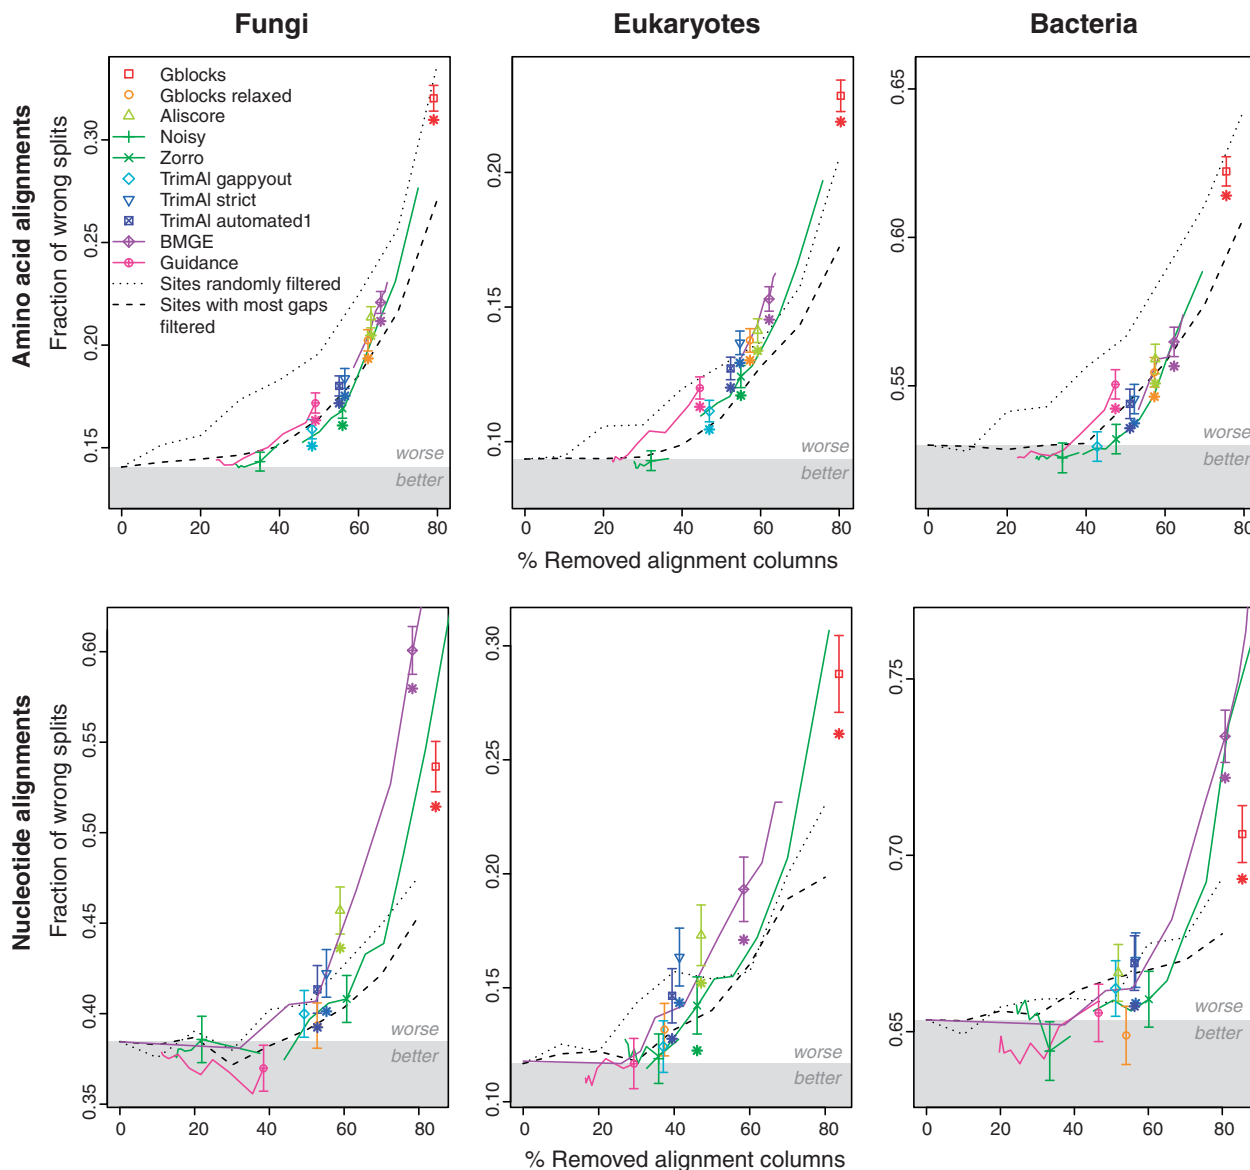 Fungi
Eukaryotes
Bacteria
Amino acid alignments
Fraction of wrong splits
0.15
0.20
0.25
0.30
Gblocks
Gblocks relaxed
Aliscore
Noisy
Zorro
TrimAl gappyout
TrimAl strict
TrimAl automated1
BMGE
Guidance
Sites randomly filtered
Sites with most gaps
filtered
worse
better
0 20 40 60 80
0.10
0.15
0.20
worse
better
0 20 40 60 80
0.55
0.60
0.65
worse
better
0 20 40 60 80
% Removed alignment columns
Nucleotide alignments
Fraction of wrong splits
0.35
0.40
0.45
0.50
0.55
0.60
worse
better
0 20 40 60 80
0.10
0.15
0.20
0.25
0.30
worse
better
0 20 40 60 80
0.65
0.70
0.75
worse
better
0 20 40 60 80
% Removed alignment columns